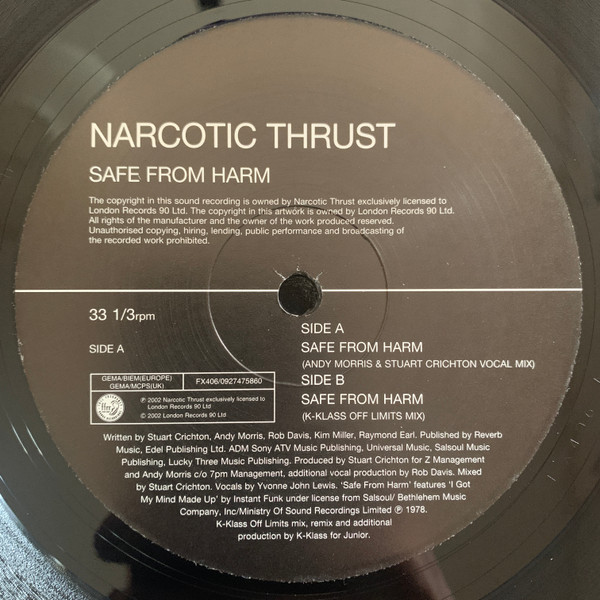 NARCOTIC THRUST
SAFE FROM HARM
The copyright in this sound recording is owned by Narcotic Thrust exclusively licensed to
London Records 90 Ltd. The copyright in this artwork is owned by London Records 90 Ltd.
All rights of the manufacturer and the owner of the work produced reserved.
Unauthorised copying, hiring, lending, public performance and broadcasting of
the recorded work prohibited.
33 1/3rpm
SIDE A
GEMA/BIEM(EUROPE)
GEMA/MCPS(UK)
FX406/0927475860
ffrr
℗ 2002 Narcotic Thrust exclusively licensed to
London Records 90 Ltd
© 2002 London Records 90 Ltd
SIDE A
SAFE FROM HARM
(ANDY MORRIS & STUART CRICHTON VOCAL MIX)
SIDE B
SAFE FROM HARM
(K-KLASS OFF LIMITS MIX)
Written by Stuart Crichton, Andy Morris, Rob Davis, Kim Miller, Raymond Earl. Published by Reverb
Music, Edel Publishing Ltd. ADM Sony ATV Music Publishing, Universal Music, Salsoul Music
Publishing, Lucky Three Music Publishing. Produced by Stuart Crichton for Z Management
and Andy Morris c/o 7pm Management, additional vocal production by Rob Davis. Mixed
by Stuart Crichton. Vocals by Yvonne John Lewis. 'Safe From Harm' features 'I Got
My Mind Made Up' by Instant Funk under license from Salsoul/ Bethlehem Music
Company, Inc/Ministry Of Sound Recordings Limited ℗ 1978.
K-Klass Off Limits mix, remix and additional
production by K-Klass for Junior.